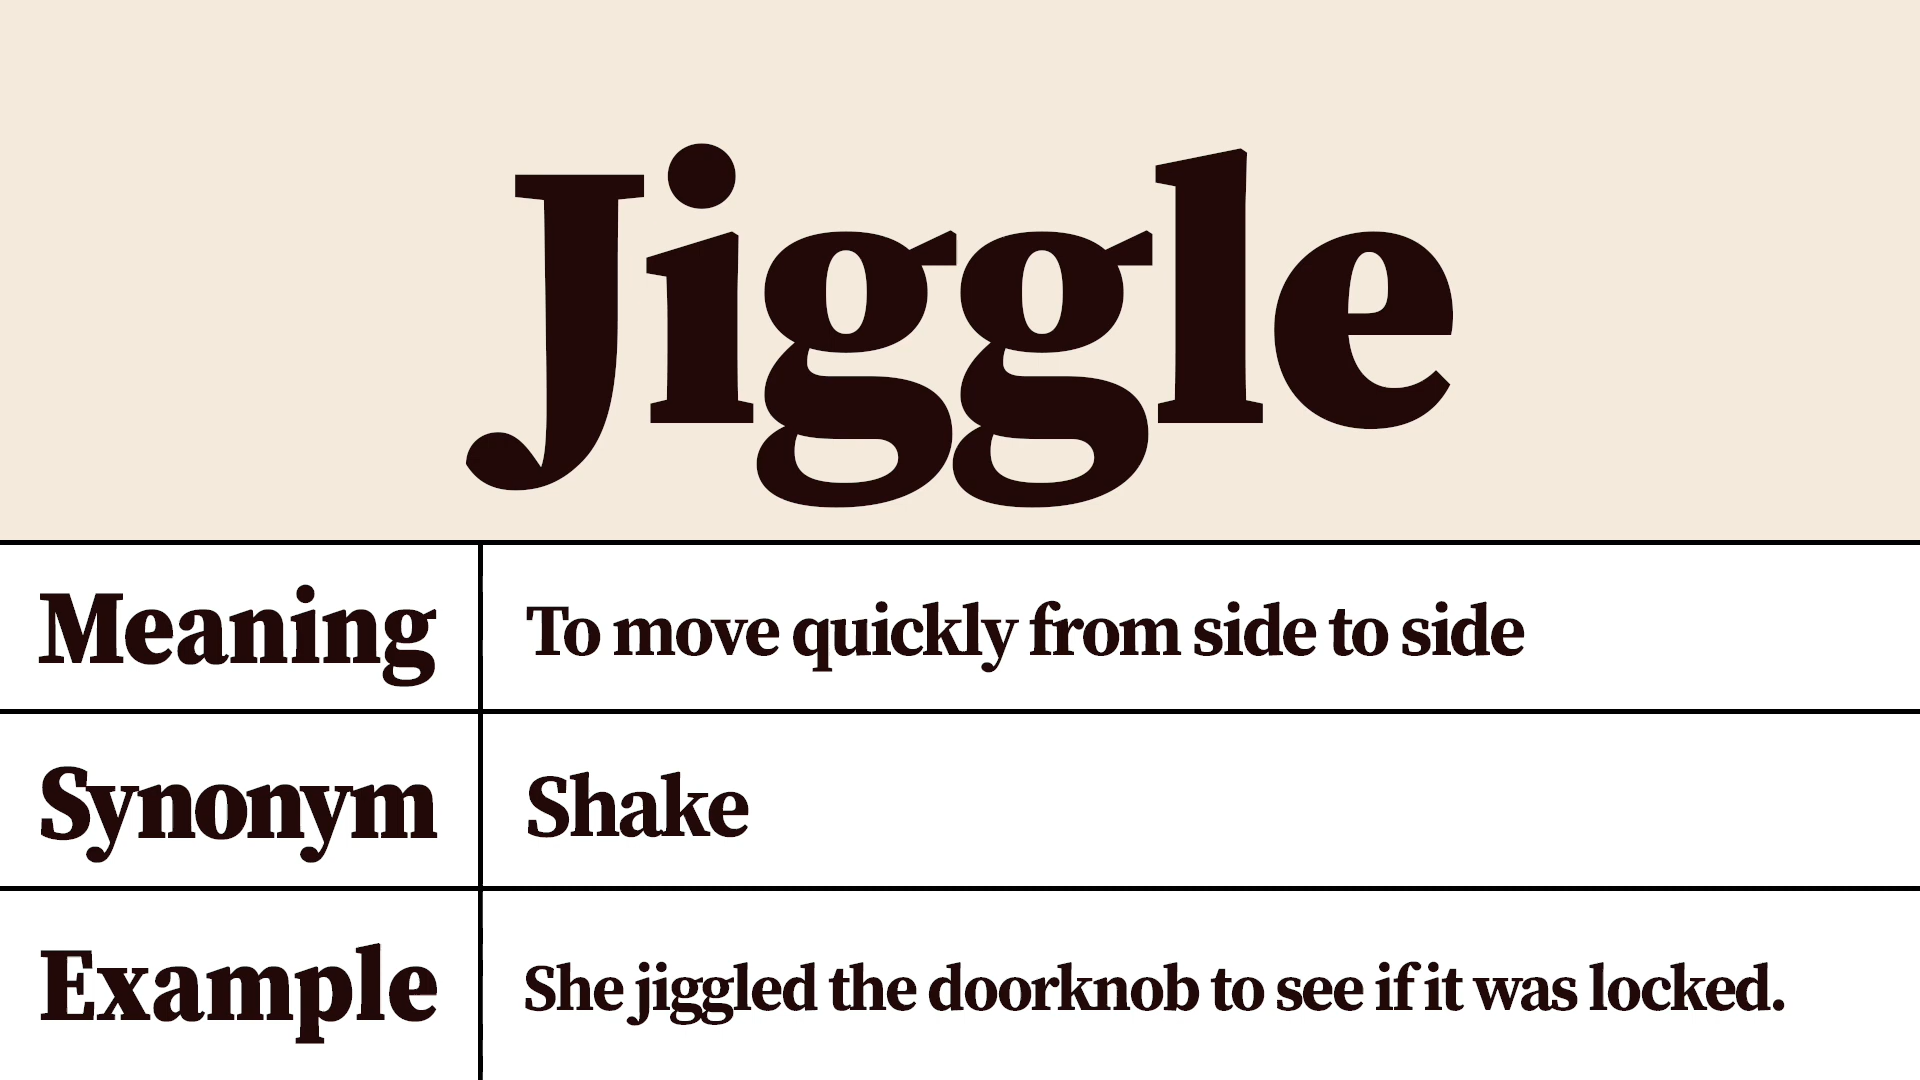 Jiggle
Meaning
To move quickly from side to side
Synonym
Shake
Example
She jiggled the doorknob to see if it was locked.